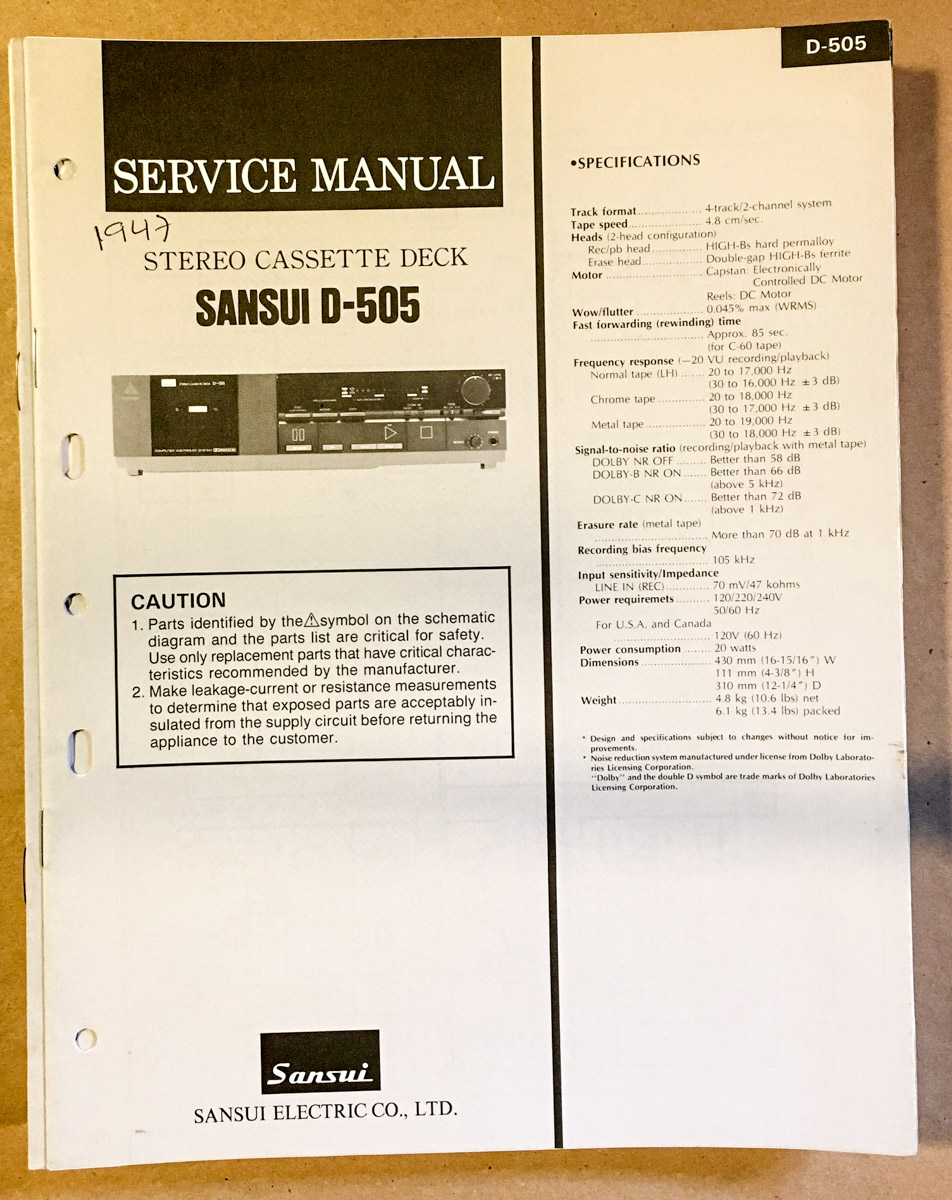 D-505
SERVICE MANUAL
1947
STEREO CASSETTE DECK
SANSUI D-505
CAUTION
1. Parts identified by the⚠symbol on the schematic
diagram and the parts list are critical for safety.
Use only replacement parts that have critical charac-
teristics recommended by the manufacturer.
2. Make leakage-current or resistance measurements
to determine that exposed parts are acceptably in-
sulated from the supply circuit before returning the
appliance to the customer.
Sansui
SANSUI ELECTRIC CO., LTD.
•SPECIFICATIONS
Track format .................... 4-track/2-channel system
Tape speed ........................ 4.8 cm/sec.
Heads (2-head configuration)
Rec/pb head ............... HIGH-Bs hard permalloy
Erase head .................. Double-gap HIGH-Bs ferrite
Motor ............................... Capstan: Electronically
Controlled DC Motor
Reels: DC Motor
Wow/flutter ..................... 0.045% max (WRMS)
Fast forwarding (rewinding) time
.................................... Approx. 85 sec.
(for C-60 tape)
Frequency response (−20 VU recording/playback)
Normal tape (LH) ....... 20 to 17,000 Hz
(30 to 16,000 Hz ±3 dB)
Chrome tape ............... 20 to 18,000 Hz
(30 to 17,000 Hz ±3 dB)
Metal tape ................... 20 to 19,000 Hz
(30 to 18,000 Hz ±3 dB)
Signal-to-noise ratio (recording/playback with metal tape)
DOLBY NR OFF ......... Better than 58 dB
DOLBY-B NR ON ....... Better than 66 dB
(above 5 kHz)
DOLBY-C NR ON ....... Better than 72 dB
(above 1 kHz)
Erasure rate (metal tape)
.................................... More than 70 dB at 1 kHz
Recording bias frequency
.................................... 105 kHz
Input sensitivity/Impedance
LINE IN (REC) .............. 70 mV/47 kohms
Power requiremets .......... 120/220/240V
50/60 Hz
For U.S.A. and Canada
.............................. 120V (60 Hz)
Power consumption ........ 20 watts
Dimensions ...................... 430 mm (16-15/16″) W
111 mm (4-3/8″) H
310 mm (12-1/4″) D
Weight .............................. 4.8 kg (10.6 lbs) net
6.1 kg (13.4 lbs) packed
* Design and specifications subject to changes without notice for im-
provements.
* Noise reduction system manufactured under license from Dolby Laborato-
ries Licensing Corporation.
"Dolby" and the double D symbol are trade marks of Dolby Laboratories
Licensing Corporation.